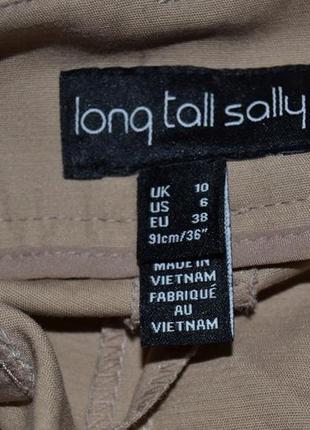 long tall sally
UK 10
US 6
EU 38
91cm/36"
MADE IN
VIETNAM
FABRIQUÉ
AU
VIETNAM